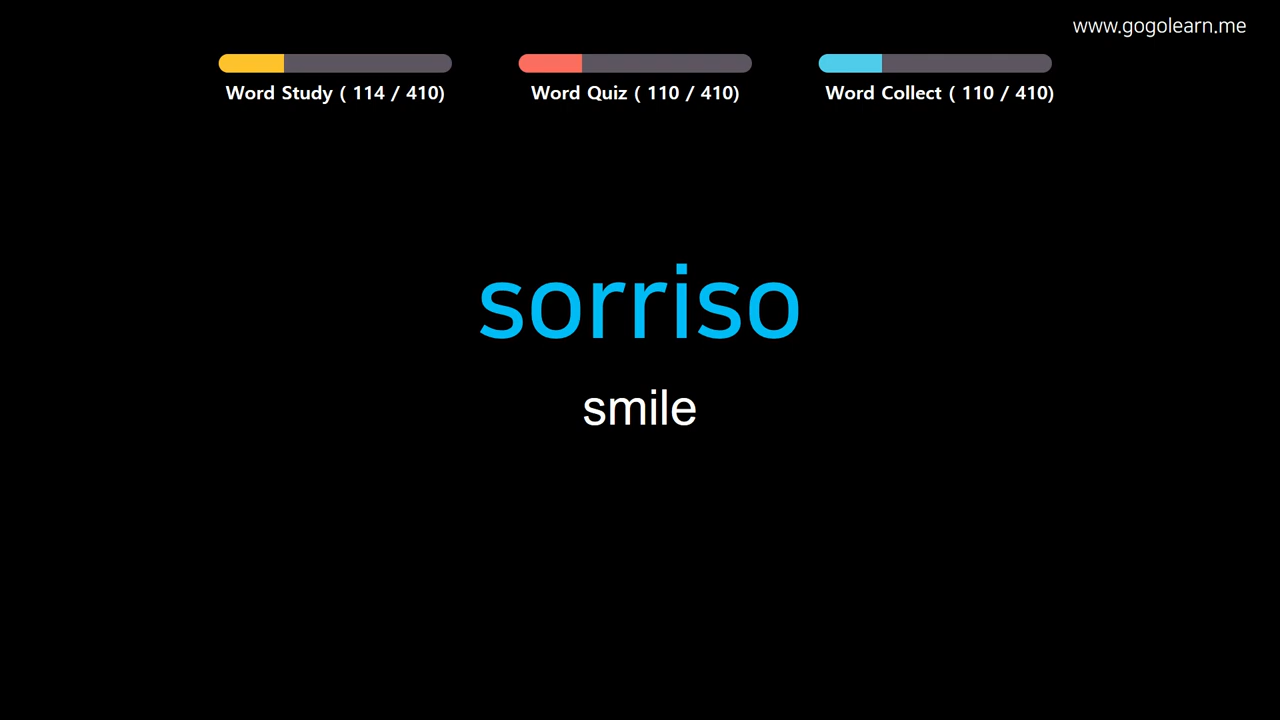 www.gogolearn.me
Word Study ( 114 / 410)
Word Quiz ( 110 / 410)
Word Collect ( 110 / 410)
sorriso
smile